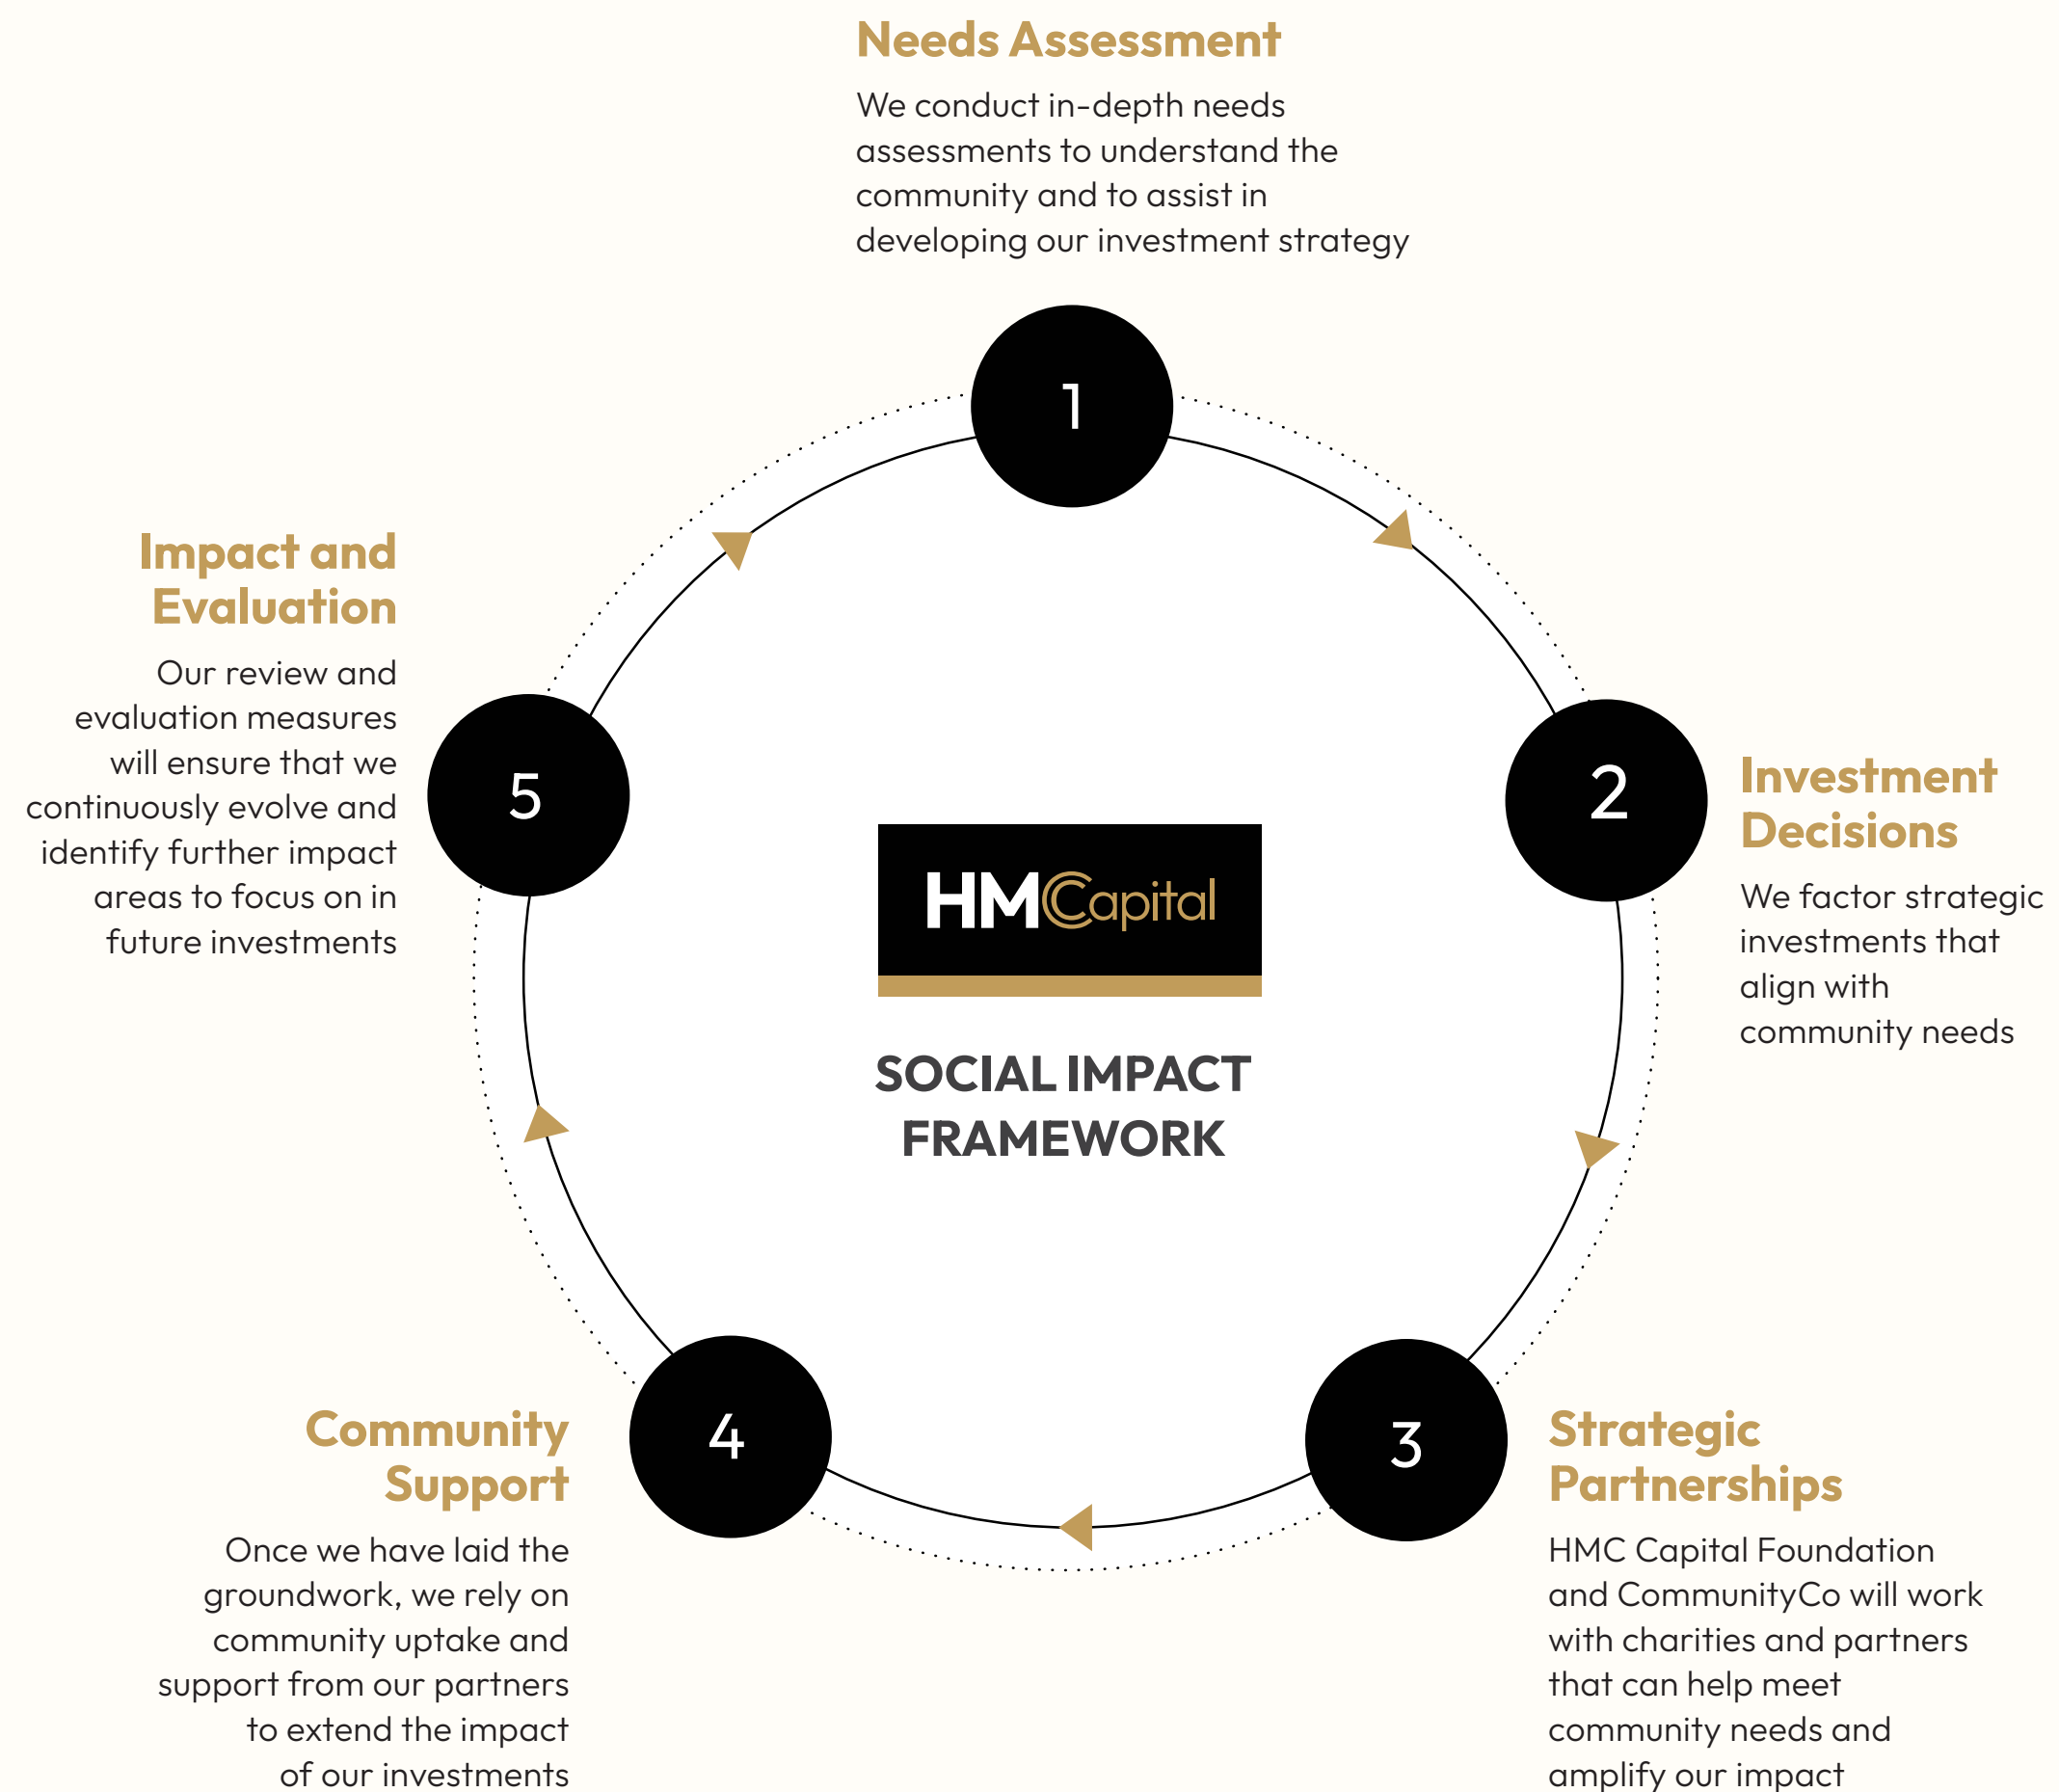 Needs Assessment
We conduct in-depth needs
assessments to understand the
community and to assist in
developing our investment strategy
1
2
Investment
Decisions
We factor strategic
investments that
align with
community needs
3
Strategic
Partnerships
HMC Capital Foundation
and CommunityCo will work
with charities and partners
that can help meet
community needs and
amplify our impact
4
Community
Support
Once we have laid the
groundwork, we rely on
community uptake and
support from our partners
to extend the impact
of our investments
5
Impact and
Evaluation
Our review and
evaluation measures
will ensure that we
continuously evolve and
identify further impact
areas to focus on in
future investments
HMCapital
SOCIAL IMPACT
FRAMEWORK